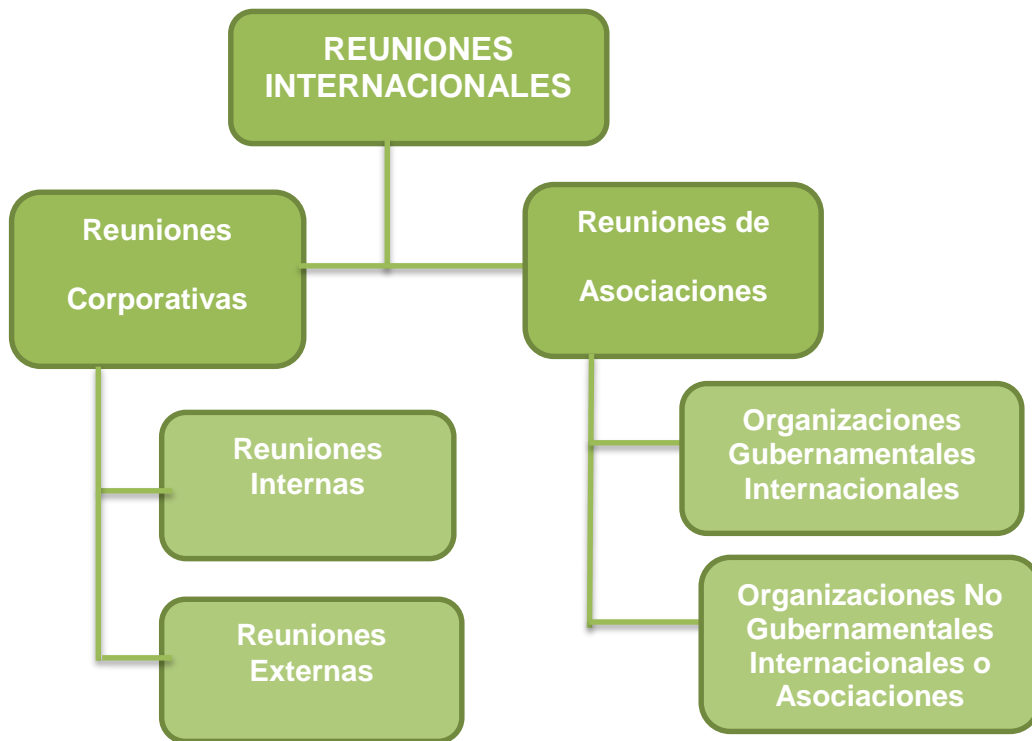 REUNIONES
INTERNACIONALES
Reuniones
Corporativas
Reuniones de
Asociaciones
Reuniones
Internas
Reuniones
Externas
Organizaciones
Gubernamentales
Internacionales
Organizaciones No
Gubernamentales
Internacionales o
Asociaciones